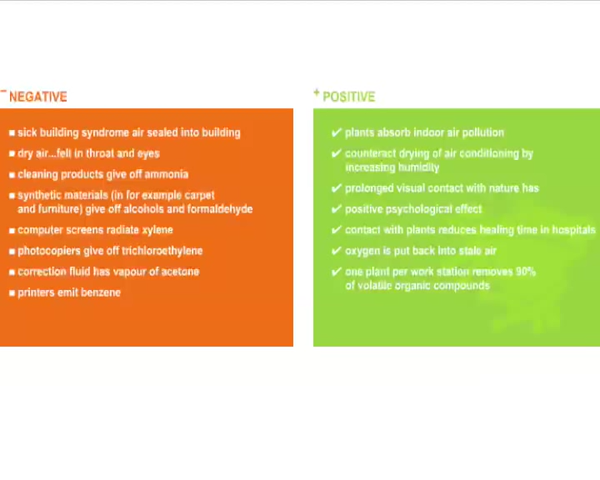 − NEGATIVE
■ sick building syndrome air sealed into building
■ dry air...fell in throat and eyes
■ cleaning products give off ammonia
■ synthetic materials (in for example carpet
and furniture) give off alcohols and formaldehyde
■ computer screens radiate xylene
■ photocopiers give off trichloroethylene
■ correction fluid has vapour of acetone
■ printers emit benzene
+ POSITIVE
✔ plants absorb indoor air pollution
✔ counteract drying of air conditioning by
increasing humidity
✔ prolonged visual contact with nature has
✔ positive psychological effect
✔ contact with plants reduces healing time in hospitals
✔ oxygen is put back into stale air
✔ one plant per work station removes 90%
of volatile organic compounds